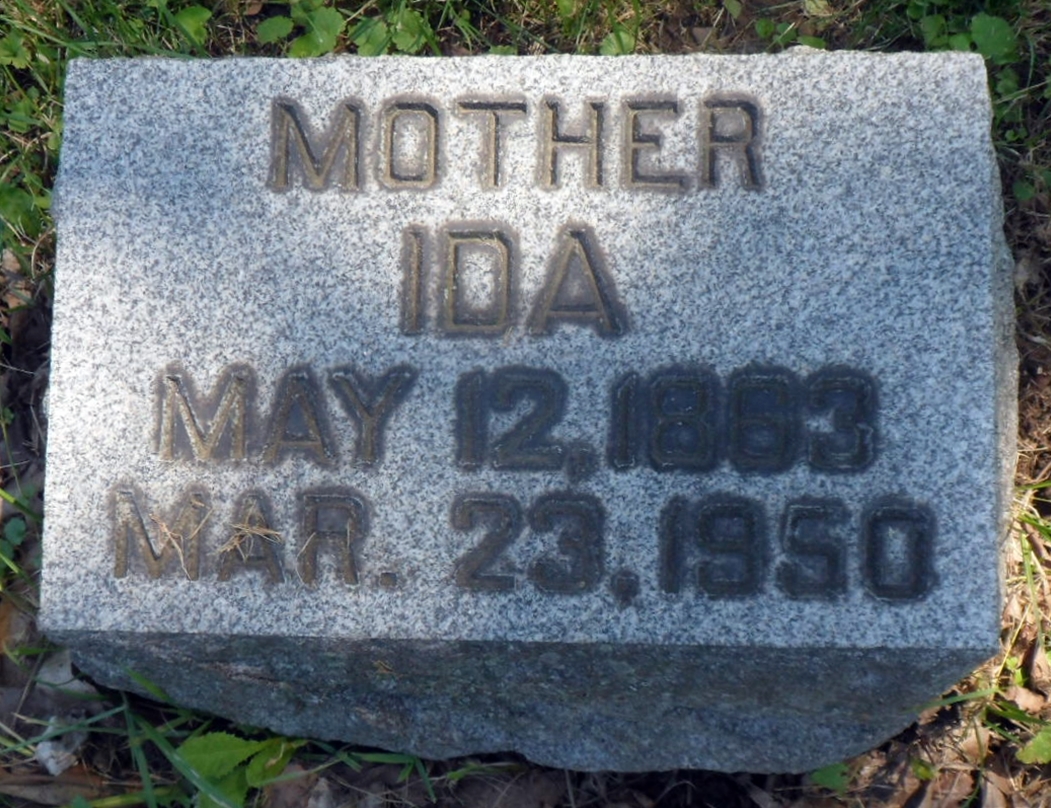 MOTHER
IDA
MAY 12, 1863
MAR. 23, 1950